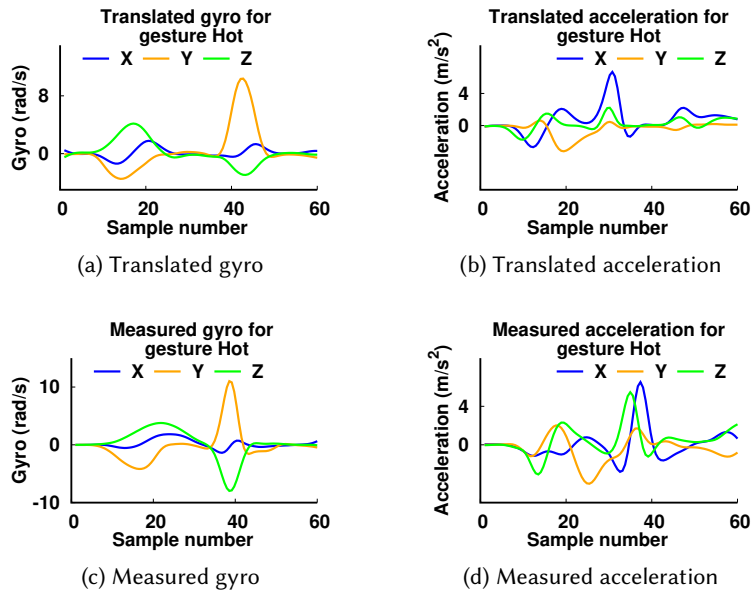 Translated gyro for
gesture Hot
X Y Z
Gyro (rad/s)
8
0
0 20 40 60
Sample number
(a) Translated gyro
Translated acceleration for
gesture Hot
X Y Z
Acceleration (m/s²)
4
0
0 20 40 60
Sample number
(b) Translated acceleration
Measured gyro for
gesture Hot
X Y Z
Gyro (rad/s)
10
0
-10
0 20 40 60
Sample number
(c) Measured gyro
Measured acceleration for
gesture Hot
X Y Z
Acceleration (m/s²)
4
0
0 20 40 60
Sample number
(d) Measured acceleration